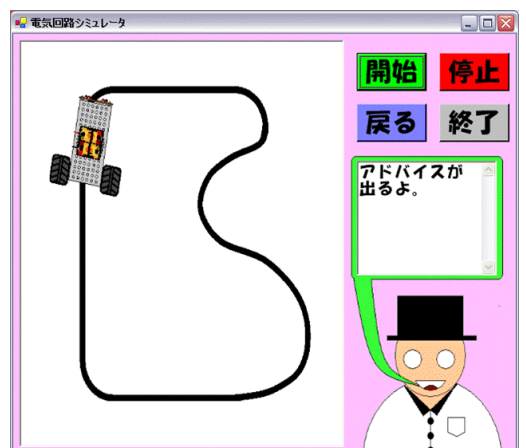 電気回路シミュレータ
開始
停止
戻る
終了
アドバイスが
出るよ。